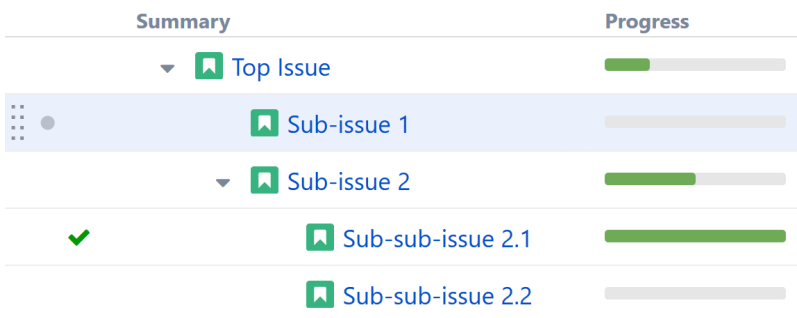 Summary Progress
Top Issue
Sub-issue 1
Sub-issue 2
Sub-sub-issue 2.1
Sub-sub-issue 2.2